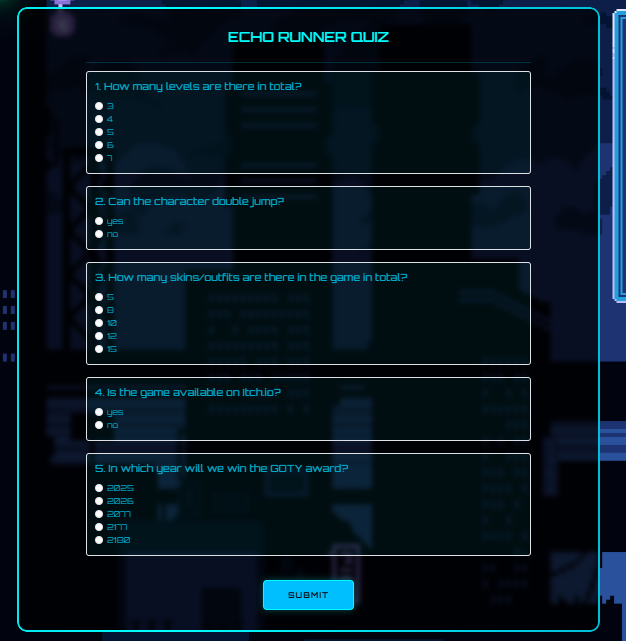 ECHO RUNNER QUIZ
1. How many levels are there in total?
3
4
5
6
7
2. Can the character double jump?
yes
no
3. How many skins/outfits are there in the game in total?
5
8
10
12
15
4. Is the game available on itch.io?
yes
no
5. In which year will we win the GOTY award?
2025
2026
2077
2177
2180
SUBMIT